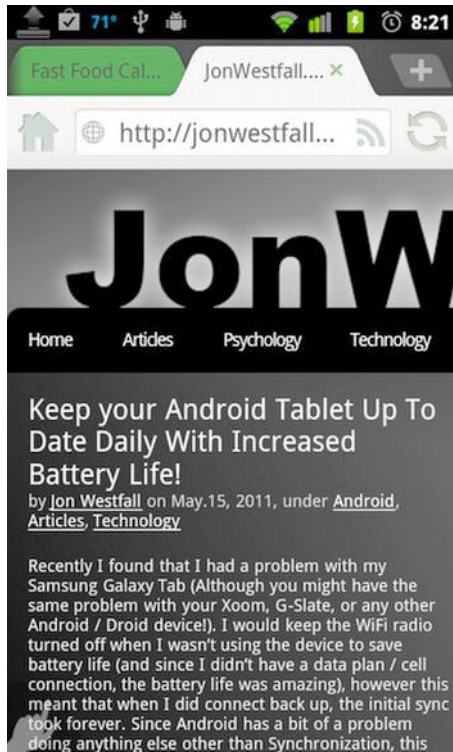 71° 8:21
Fast Food Cal... JonWestfall.... ×
http://jonwestfall...
JonW
Home Articles Psychology Technology
Keep your Android Tablet Up To
Date Daily With Increased
Battery Life!
by Jon Westfall on May.15, 2011, under Android,
Articles, Technology
Recently I found that I had a problem with my
Samsung Galaxy Tab (Although you might have the
same problem with your Xoom, G-Slate, or any other
Android / Droid device!). I would keep the WiFi radio
turned off when I wasn't using the device to save
battery life (and since I didn't have a data plan / cell
connection, the battery life was amazing), however this
meant that when I did connect back up, the initial sync
took forever. Since Android has a bit of a problem
doing anything else other than Synchronization, this